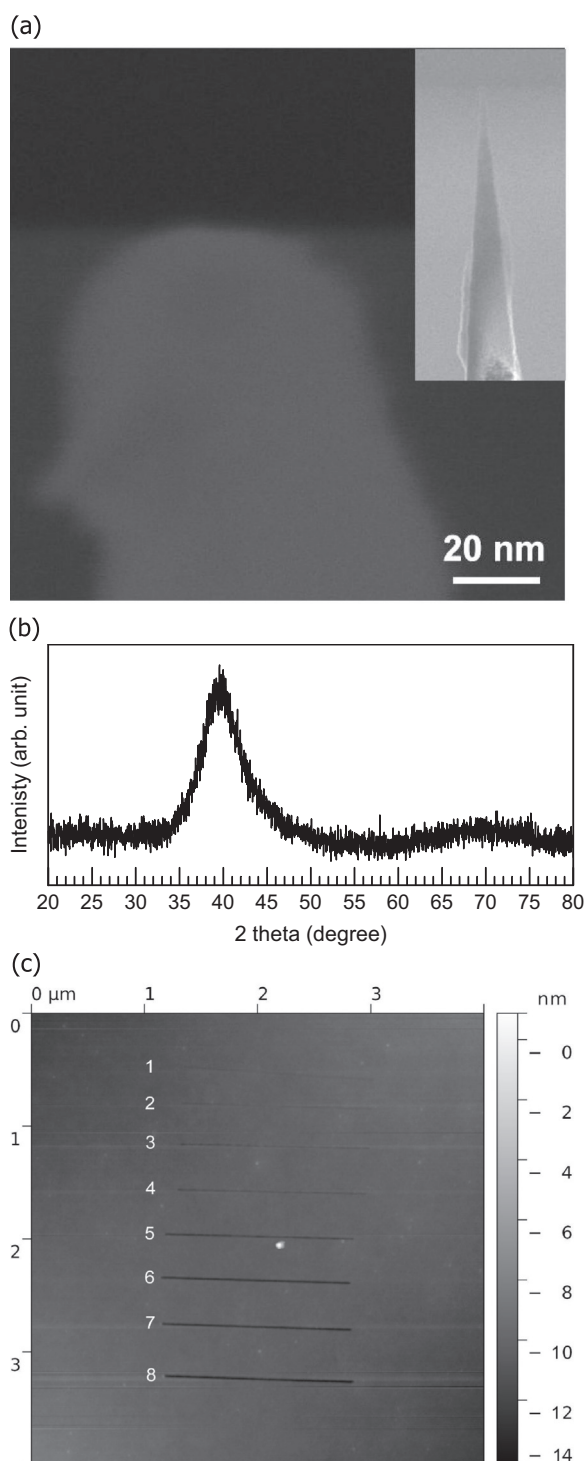 (a)
20 nm
(b)
Intenisty (arb. unit)
20 25 30 35 40 45 50 55 60 65 70 75 80
2 theta (degree)
(c)
0 µm 1 2 3
nm
0
1
2
3
1
2
3
4
5
6
7
8
0
– 2
– 4
– 6
– 8
– 10
– 12
– 14